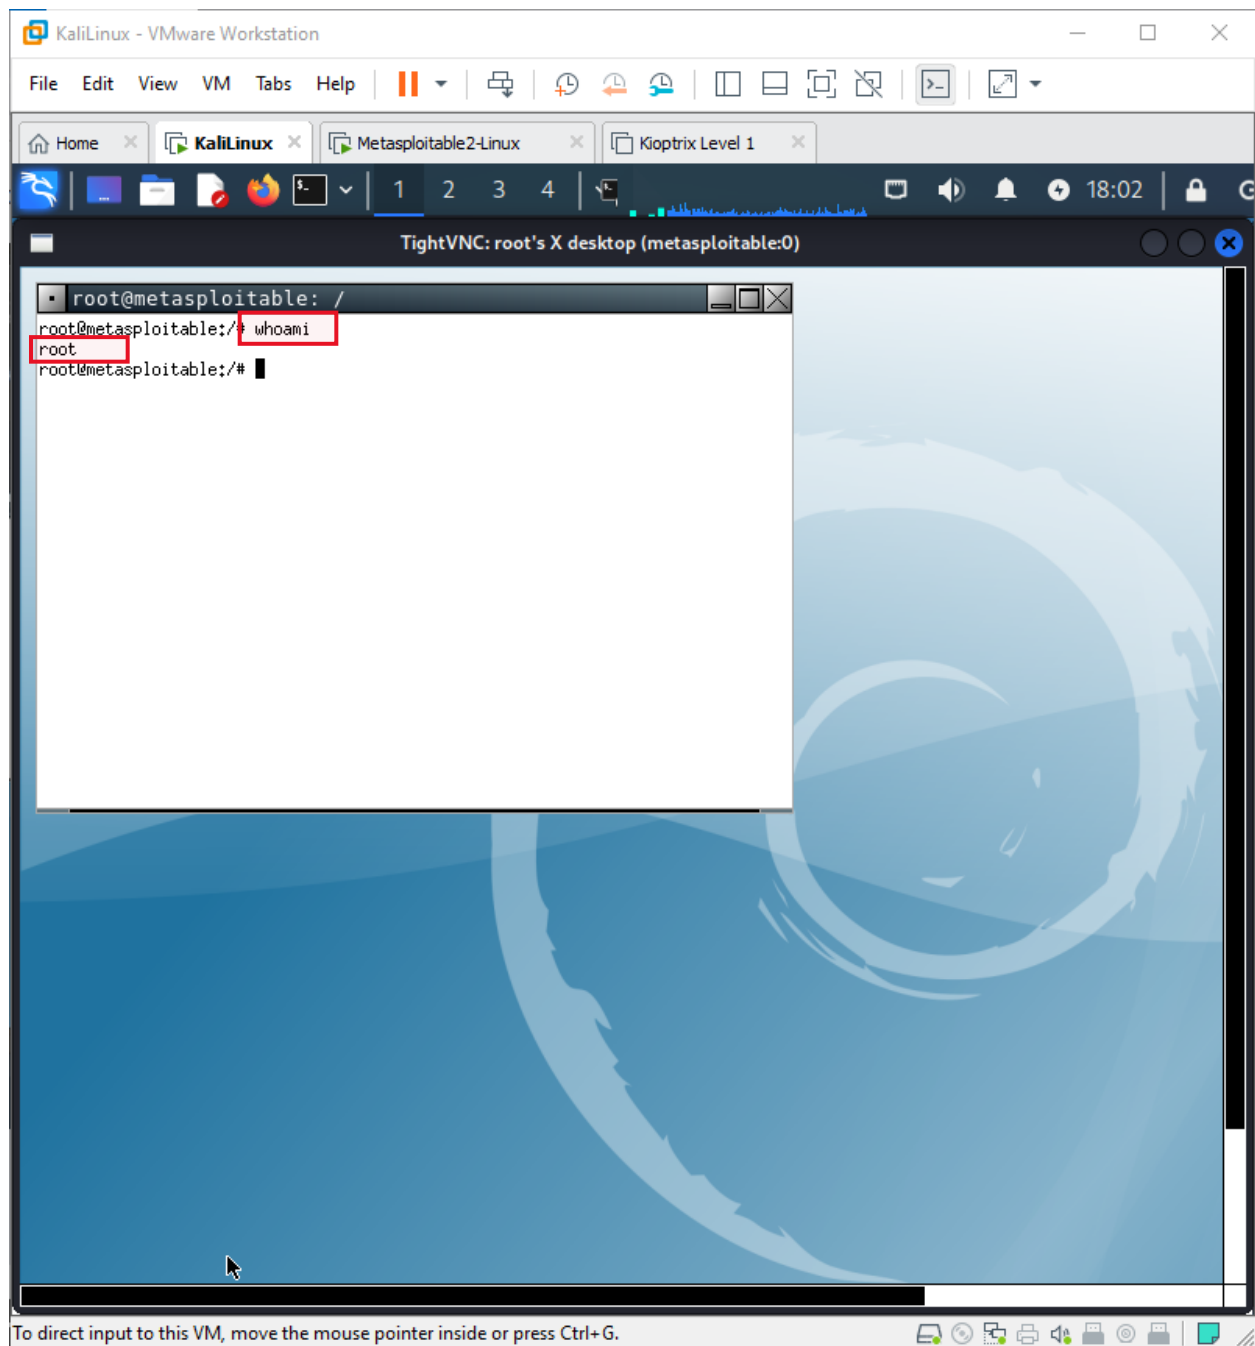 KaliLinux - VMware Workstation
File Edit View VM Tabs Help
Home KaliLinux Metasploitable2-Linux Kioptrix Level 1
1 2 3 4 18:02
TightVNC: root's X desktop (metasploitable:0)
root@metasploitable: /
root@metasploitable:/# whoami
root
root@metasploitable:/#
To direct input to this VM, move the mouse pointer inside or press Ctrl+G.